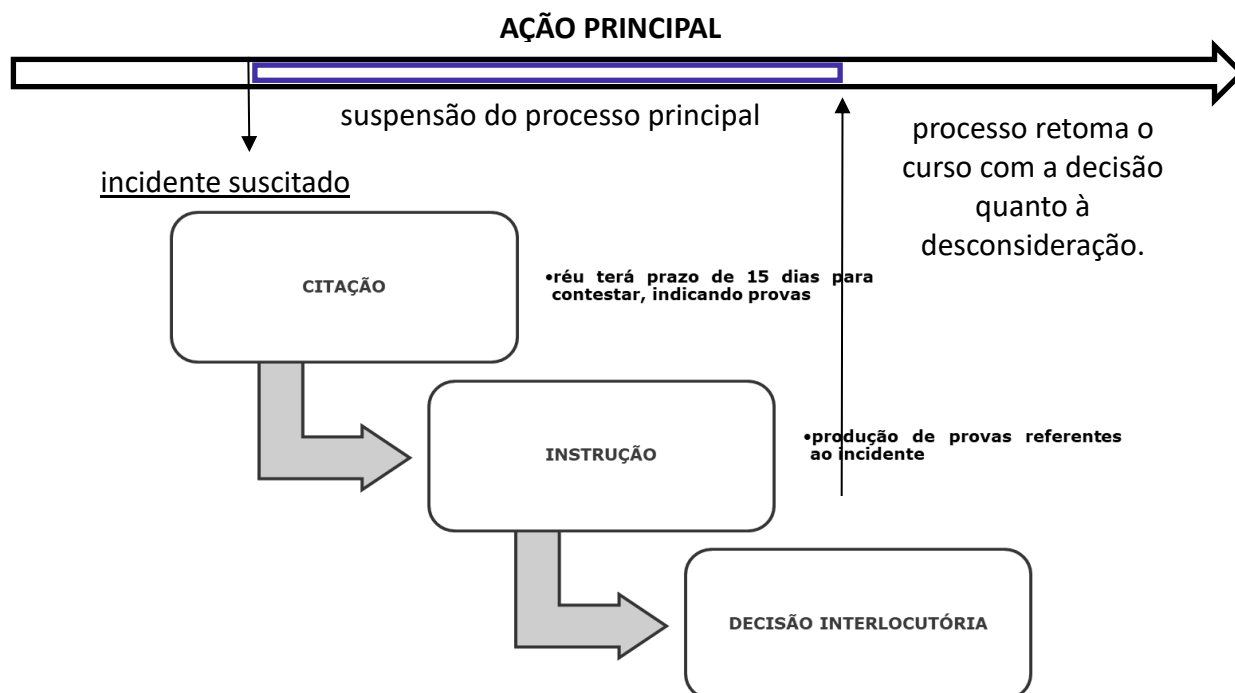 AÇÃO PRINCIPAL
suspensão do processo principal
processo retoma o
curso com a decisão
quanto à
desconsideração.
incidente suscitado
CITAÇÃO
•réu terá prazo de 15 dias para
contestar, indicando provas
INSTRUÇÃO
•produção de provas referentes
ao incidente
DECISÃO INTERLOCUTÓRIA